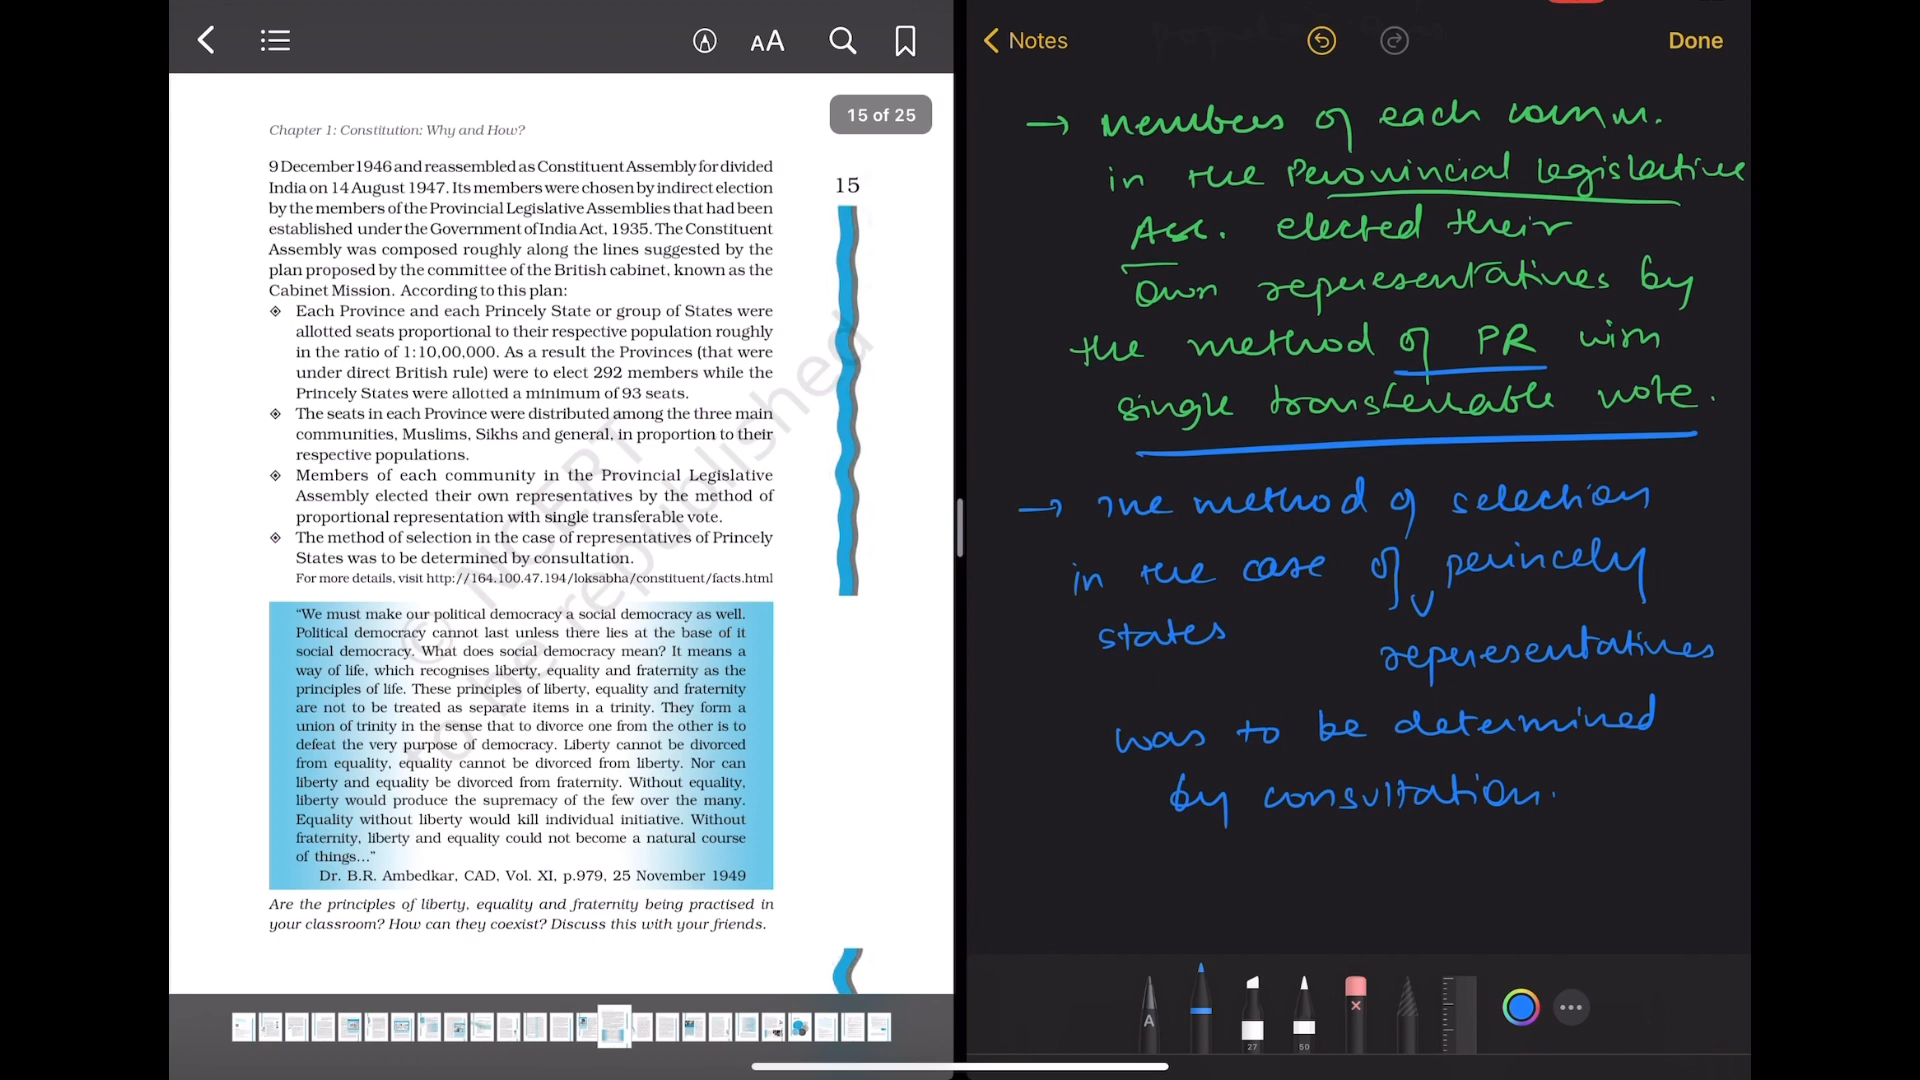 AA
15 of 25
Chapter 1: Constitution: Why and How?
15
9 December 1946 and reassembled as Constituent Assembly for divided
India on 14 August 1947. Its members were chosen by indirect election
by the members of the Provincial Legislative Assemblies that had been
established under the Government of India Act, 1935. The Constituent
Assembly was composed roughly along the lines suggested by the
plan proposed by the committee of the British cabinet, known as the
Cabinet Mission. According to this plan:
Each Province and each Princely State or group of States were
allotted seats proportional to their respective population roughly
in the ratio of 1:10,00,000. As a result the Provinces (that were
under direct British rule) were to elect 292 members while the
Princely States were allotted a minimum of 93 seats.
The seats in each Province were distributed among the three main
communities, Muslims, Sikhs and general, in proportion to their
respective populations.
Members of each community in the Provincial Legislative
Assembly elected their own representatives by the method of
proportional representation with single transferable vote.
The method of selection in the case of representatives of Princely
States was to be determined by consultation.
For more details, visit http://164.100.47.194/loksabha/constituent/facts.html
"We must make our political democracy a social democracy as well.
Political democracy cannot last unless there lies at the base of it
social democracy. What does social democracy mean? It means a
way of life, which recognises liberty, equality and fraternity as the
principles of life. These principles of liberty, equality and fraternity
are not to be treated as separate items in a trinity. They form a
union of trinity in the sense that to divorce one from the other is to
defeat the very purpose of democracy. Liberty cannot be divorced
from equality, equality cannot be divorced from liberty. Nor can
liberty and equality be divorced from fraternity. Without equality,
liberty would produce the supremacy of the few over the many.
Equality without liberty would kill individual initiative. Without
fraternity, liberty and equality could not become a natural course
of things..."
Dr. B.R. Ambedkar, CAD, Vol. XI, p.979, 25 November 1949
Are the principles of liberty, equality and fraternity being practised in
your classroom? How can they coexist? Discuss this with your friends.
© NCERT
to be republished
Notes
Done
→ Members of each comm.
in the Provincial legislative
Ass. elected their
own representatives by
the method of PR with
single transferrable vote.
→ The method of selection
in the case of princely
states representatives
was to be determined
by consultation.
A
27
50